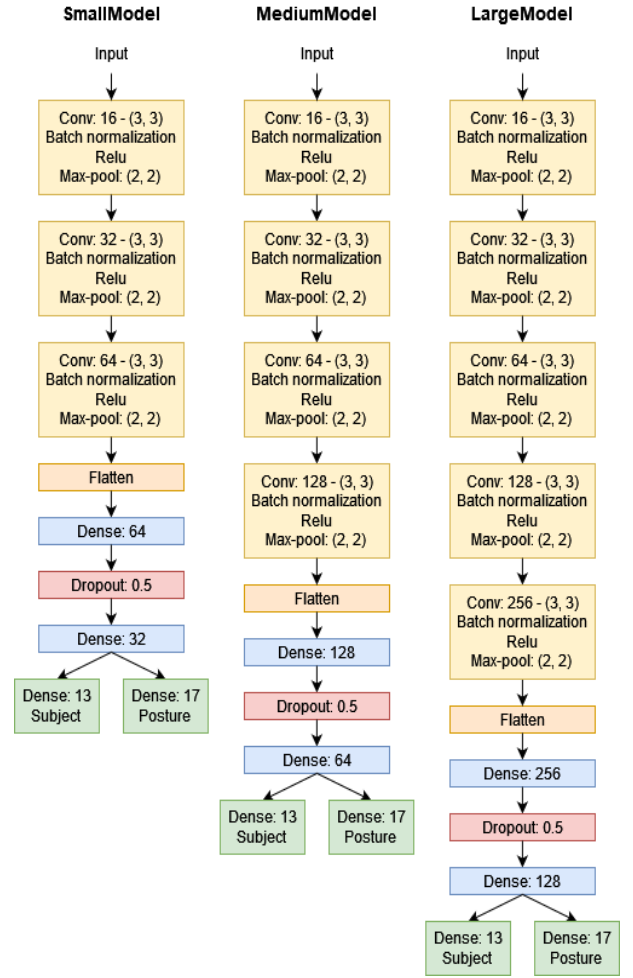 SmallModel
Input
Conv: 16 - (3, 3)
Batch normalization
Relu
Max-pool: (2, 2)
Conv: 32 - (3, 3)
Batch normalization
Relu
Max-pool: (2, 2)
Conv: 64 - (3, 3)
Batch normalization
Relu
Max-pool: (2, 2)
Flatten
Dense: 64
Dropout: 0.5
Dense: 32
Dense: 13
Subject
Dense: 17
Posture
MediumModel
Input
Conv: 16 - (3, 3)
Batch normalization
Relu
Max-pool: (2, 2)
Conv: 32 - (3, 3)
Batch normalization
Relu
Max-pool: (2, 2)
Conv: 64 - (3, 3)
Batch normalization
Relu
Max-pool: (2, 2)
Conv: 128 - (3, 3)
Batch normalization
Relu
Max-pool: (2, 2)
Flatten
Dense: 128
Dropout: 0.5
Dense: 64
Dense: 13
Subject
Dense: 17
Posture
LargeModel
Input
Conv: 16 - (3, 3)
Batch normalization
Relu
Max-pool: (2, 2)
Conv: 32 - (3, 3)
Batch normalization
Relu
Max-pool: (2, 2)
Conv: 64 - (3, 3)
Batch normalization
Relu
Max-pool: (2, 2)
Conv: 128 - (3, 3)
Batch normalization
Relu
Max-pool: (2, 2)
Conv: 256 - (3, 3)
Batch normalization
Relu
Max-pool: (2, 2)
Flatten
Dense: 256
Dropout: 0.5
Dense: 128
Dense: 13
Subject
Dense: 17
Posture